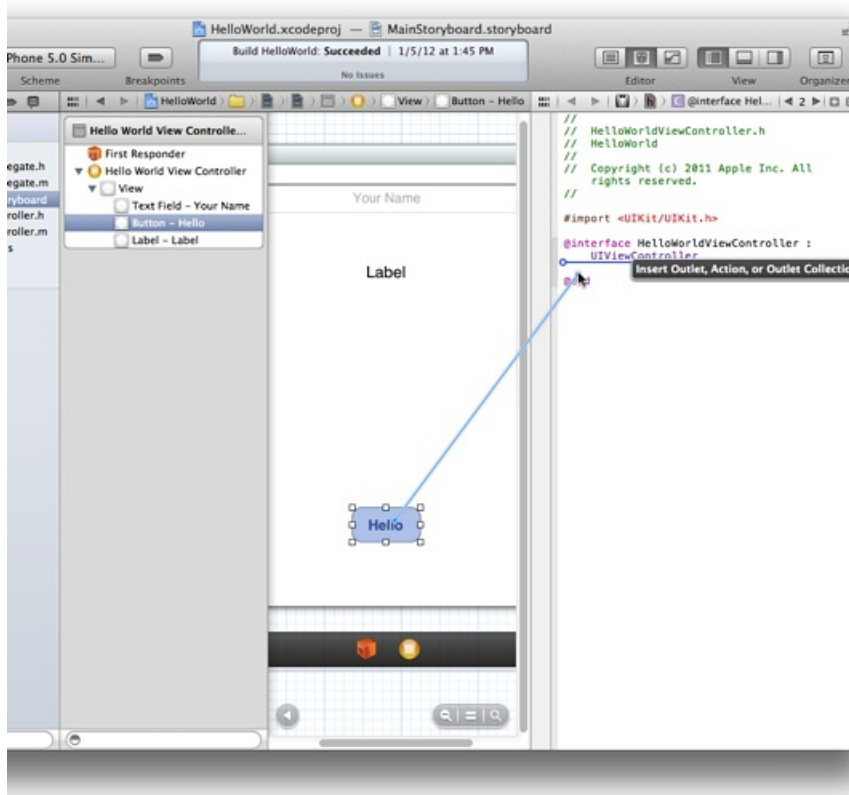 HelloWorld.xcodeproj — MainStoryboard.storyboard
Phone 5.0 Sim...
Build HelloWorld: Succeeded | 1/5/12 at 1:45 PM
No Issues
Scheme
Breakpoints
Editor
View
Organizer
HelloWorld
View
Button - Hello
@interface Hel...
2
Hello World View Controlle...
First Responder
Hello World View Controller
View
Text Field - Your Name
Button - Hello
Label - Label
egate.h
egate.m
ryboard
roller.h
roller.m
s
Your Name
Label
Hello
//
// HelloWorldViewController.h
// HelloWorld
//
// Copyright (c) 2011 Apple Inc. All
rights reserved.
//
#import <UIKit/UIKit.h>
@interface HelloWorldViewController :
UIViewController
Insert Outlet, Action, or Outlet Collectio
@end